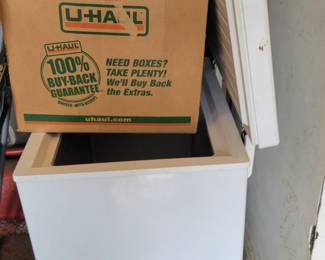 U-HAUL
U-HAUL
100%
BUY-BACK
GUARANTEE
NEED BOXES?
TAKE PLENTY!
We'll Buy Back
the Extras.
uhaul.com